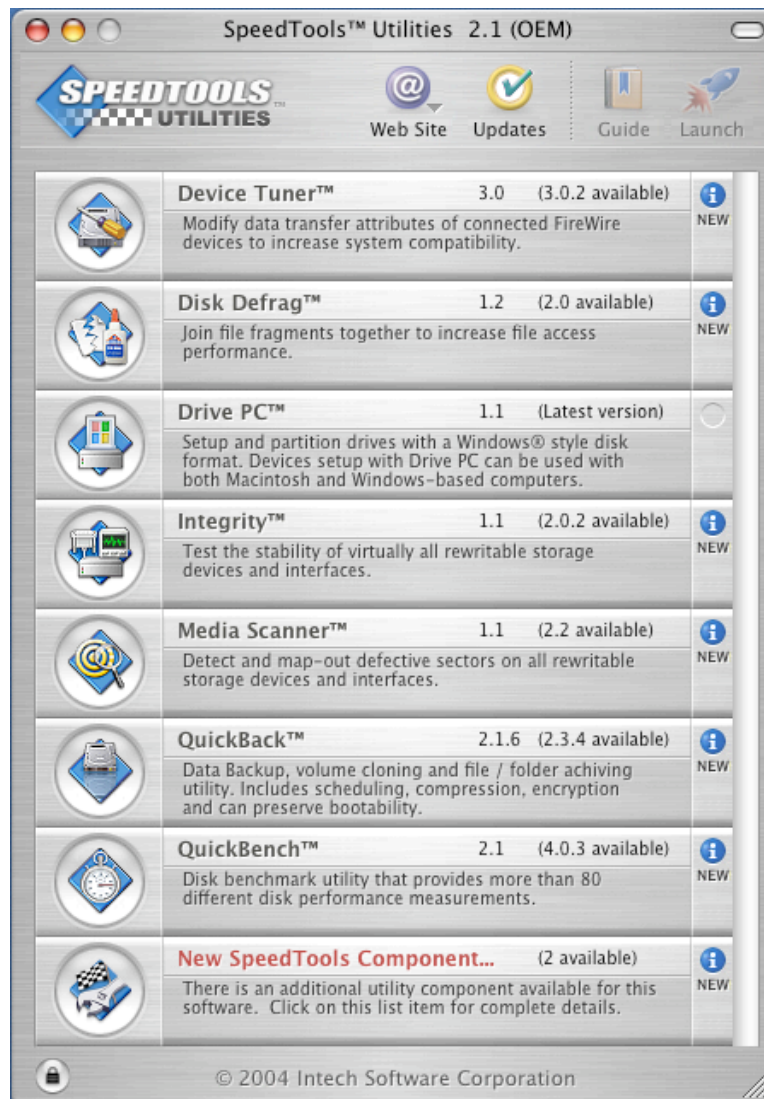 SpeedTools™ Utilities 2.1 (OEM)
SPEEDTOOLS™
UTILITIES
Web Site Updates Guide Launch
Device Tuner™ 3.0 (3.0.2 available)
NEW
Modify data transfer attributes of connected FireWire
devices to increase system compatibility.
Disk Defrag™ 1.2 (2.0 available)
NEW
Join file fragments together to increase file access
performance.
Drive PC™ 1.1 (Latest version)
Setup and partition drives with a Windows® style disk
format. Devices setup with Drive PC can be used with
both Macintosh and Windows-based computers.
Integrity™ 1.1 (2.0.2 available)
NEW
Test the stability of virtually all rewritable storage
devices and interfaces.
Media Scanner™ 1.1 (2.2 available)
NEW
Detect and map-out defective sectors on all rewritable
storage devices and interfaces.
QuickBack™ 2.1.6 (2.3.4 available)
NEW
Data Backup, volume cloning and file / folder achiving
utility. Includes scheduling, compression, encryption
and can preserve bootability.
QuickBench™ 2.1 (4.0.3 available)
NEW
Disk benchmark utility that provides more than 80
different disk performance measurements.
New SpeedTools Component... (2 available)
NEW
There is an additional utility component available for this
software. Click on this list item for complete details.
© 2004 Intech Software Corporation